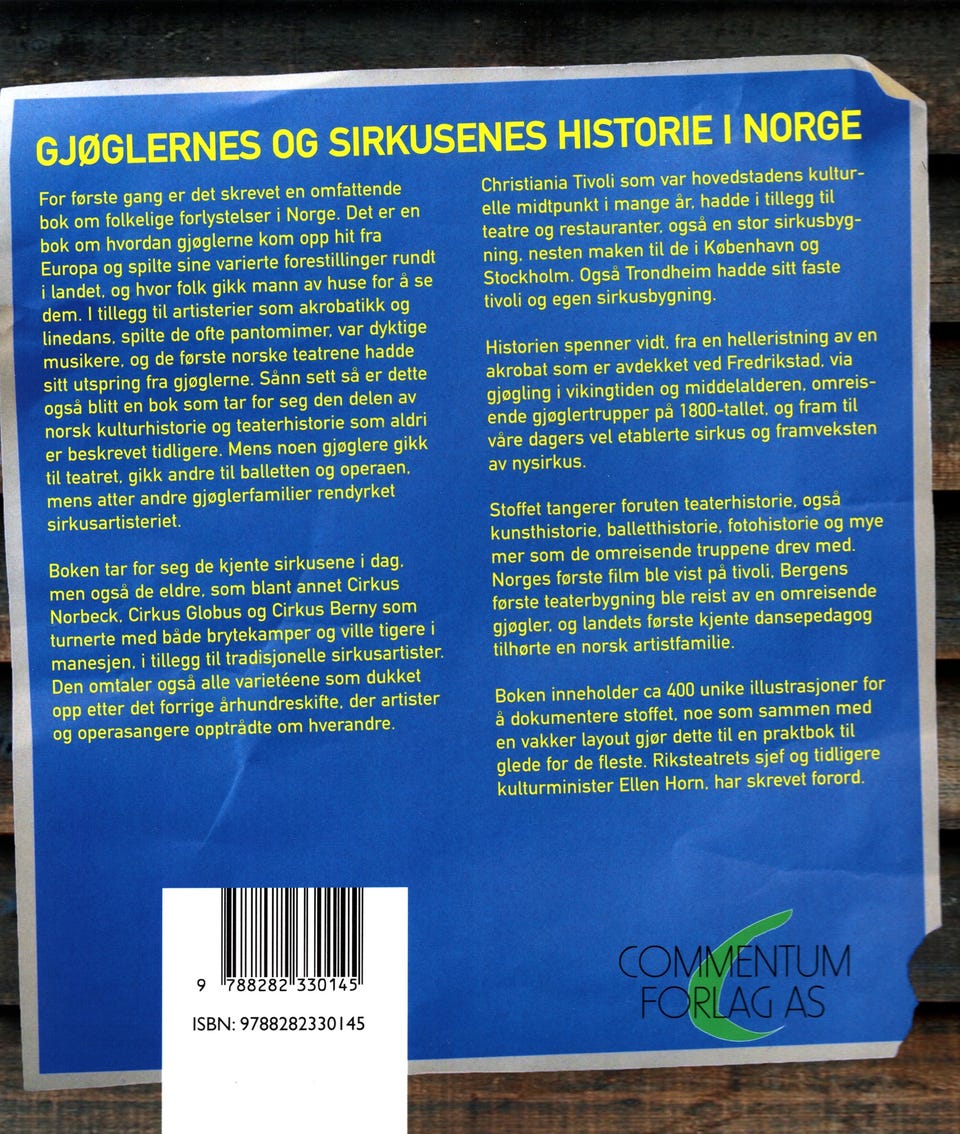 GJØGLERNES OG SIRKUSENES HISTORIE I NORGE
For første gang er det skrevet en omfattende
bok om folkelige forlystelser i Norge. Det er en
bok om hvordan gjøglerne kom opp hit fra
Europa og spilte sine varierte forestillinger rundt
i landet, og hvor folk gikk mann av huse for å se
dem. I tillegg til artisterier som akrobatikk og
linedans, spilte de ofte pantomimer, var dyktige
musikere, og de første norske teatrene hadde
sitt utspring fra gjøglerne. Sånn sett så er dette
også blitt en bok som tar for seg den delen av
norsk kulturhistorie og teaterhistorie som aldri
er beskrevet tidligere. Mens noen gjøglere gikk
til teatret, gikk andre til balletten og operaen,
mens atter andre gjøglerfamilier rendyrket
sirkusartisteriet.
Boken tar for seg de kjente sirkusene i dag,
men også de eldre, som blant annet Cirkus
Norbeck, Cirkus Globus og Cirkus Berny som
turnerte med både brytekamper og ville tigere i
manesjen, i tillegg til tradisjonelle sirkusartister.
Den omtaler også alle varietéene som dukket
opp etter det forrige århundreskifte, der artister
og operasangere opptrådte om hverandre.
Christiania Tivoli som var hovedstadens kultur-
elle midtpunkt i mange år, hadde i tillegg til
teatre og restauranter, også en stor sirkusbyg-
ning, nesten maken til de i København og
Stockholm. Også Trondheim hadde sitt faste
tivoli og egen sirkusbygning.
Historien spenner vidt, fra en helleristning av en
akrobat som er avdekket ved Fredrikstad, via
gjøgling i vikingtiden og middelalderen, omreis-
ende gjøglertrupper på 1800-tallet, og fram til
våre dagers vel etablerte sirkus og framveksten
av nysirkus.
Stoffet tangerer foruten teaterhistorie, også
kunsthistorie, balletthistorie, fotohistorie og mye
mer som de omreisende truppene drev med.
Norges første film ble vist på tivoli, Bergens
første teaterbygning ble reist av en omreisende
gjøgler, og landets første kjente dansepedagog
tilhørte en norsk artistfamilie.
Boken inneholder ca 400 unike illustrasjoner for
å dokumentere stoffet, noe som sammen med
en vakker layout gjør dette til en praktbok til
glede for de fleste. Riksteatrets sjef og tidligere
kulturminister Ellen Horn, har skrevet forord.
9 788282 330145
ISBN: 9788282330145
COMMENTUM
FORLAG AS